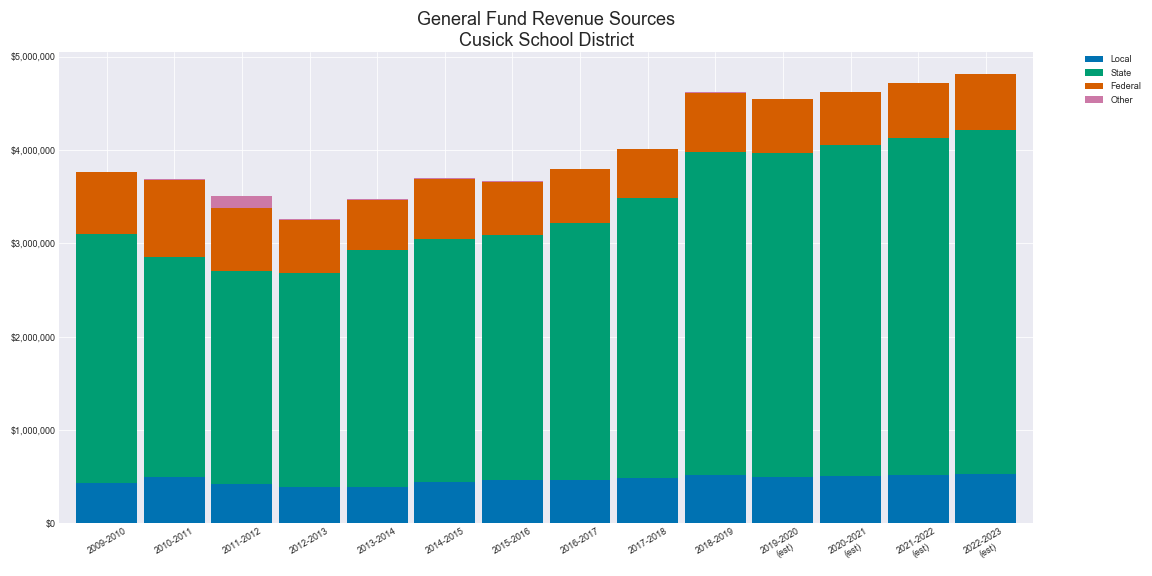 General Fund Revenue Sources
Cusick School District
$5,000,000
$4,000,000
$3,000,000
$2,000,000
$1,000,000
$0
2009-2010
2010-2011
2011-2012
2012-2013
2013-2014
2014-2015
2015-2016
2016-2017
2017-2018
2018-2019
2019-2020
(est)
2020-2021
(est)
2021-2022
(est)
2022-2023
(est)
Local
State
Federal
Other